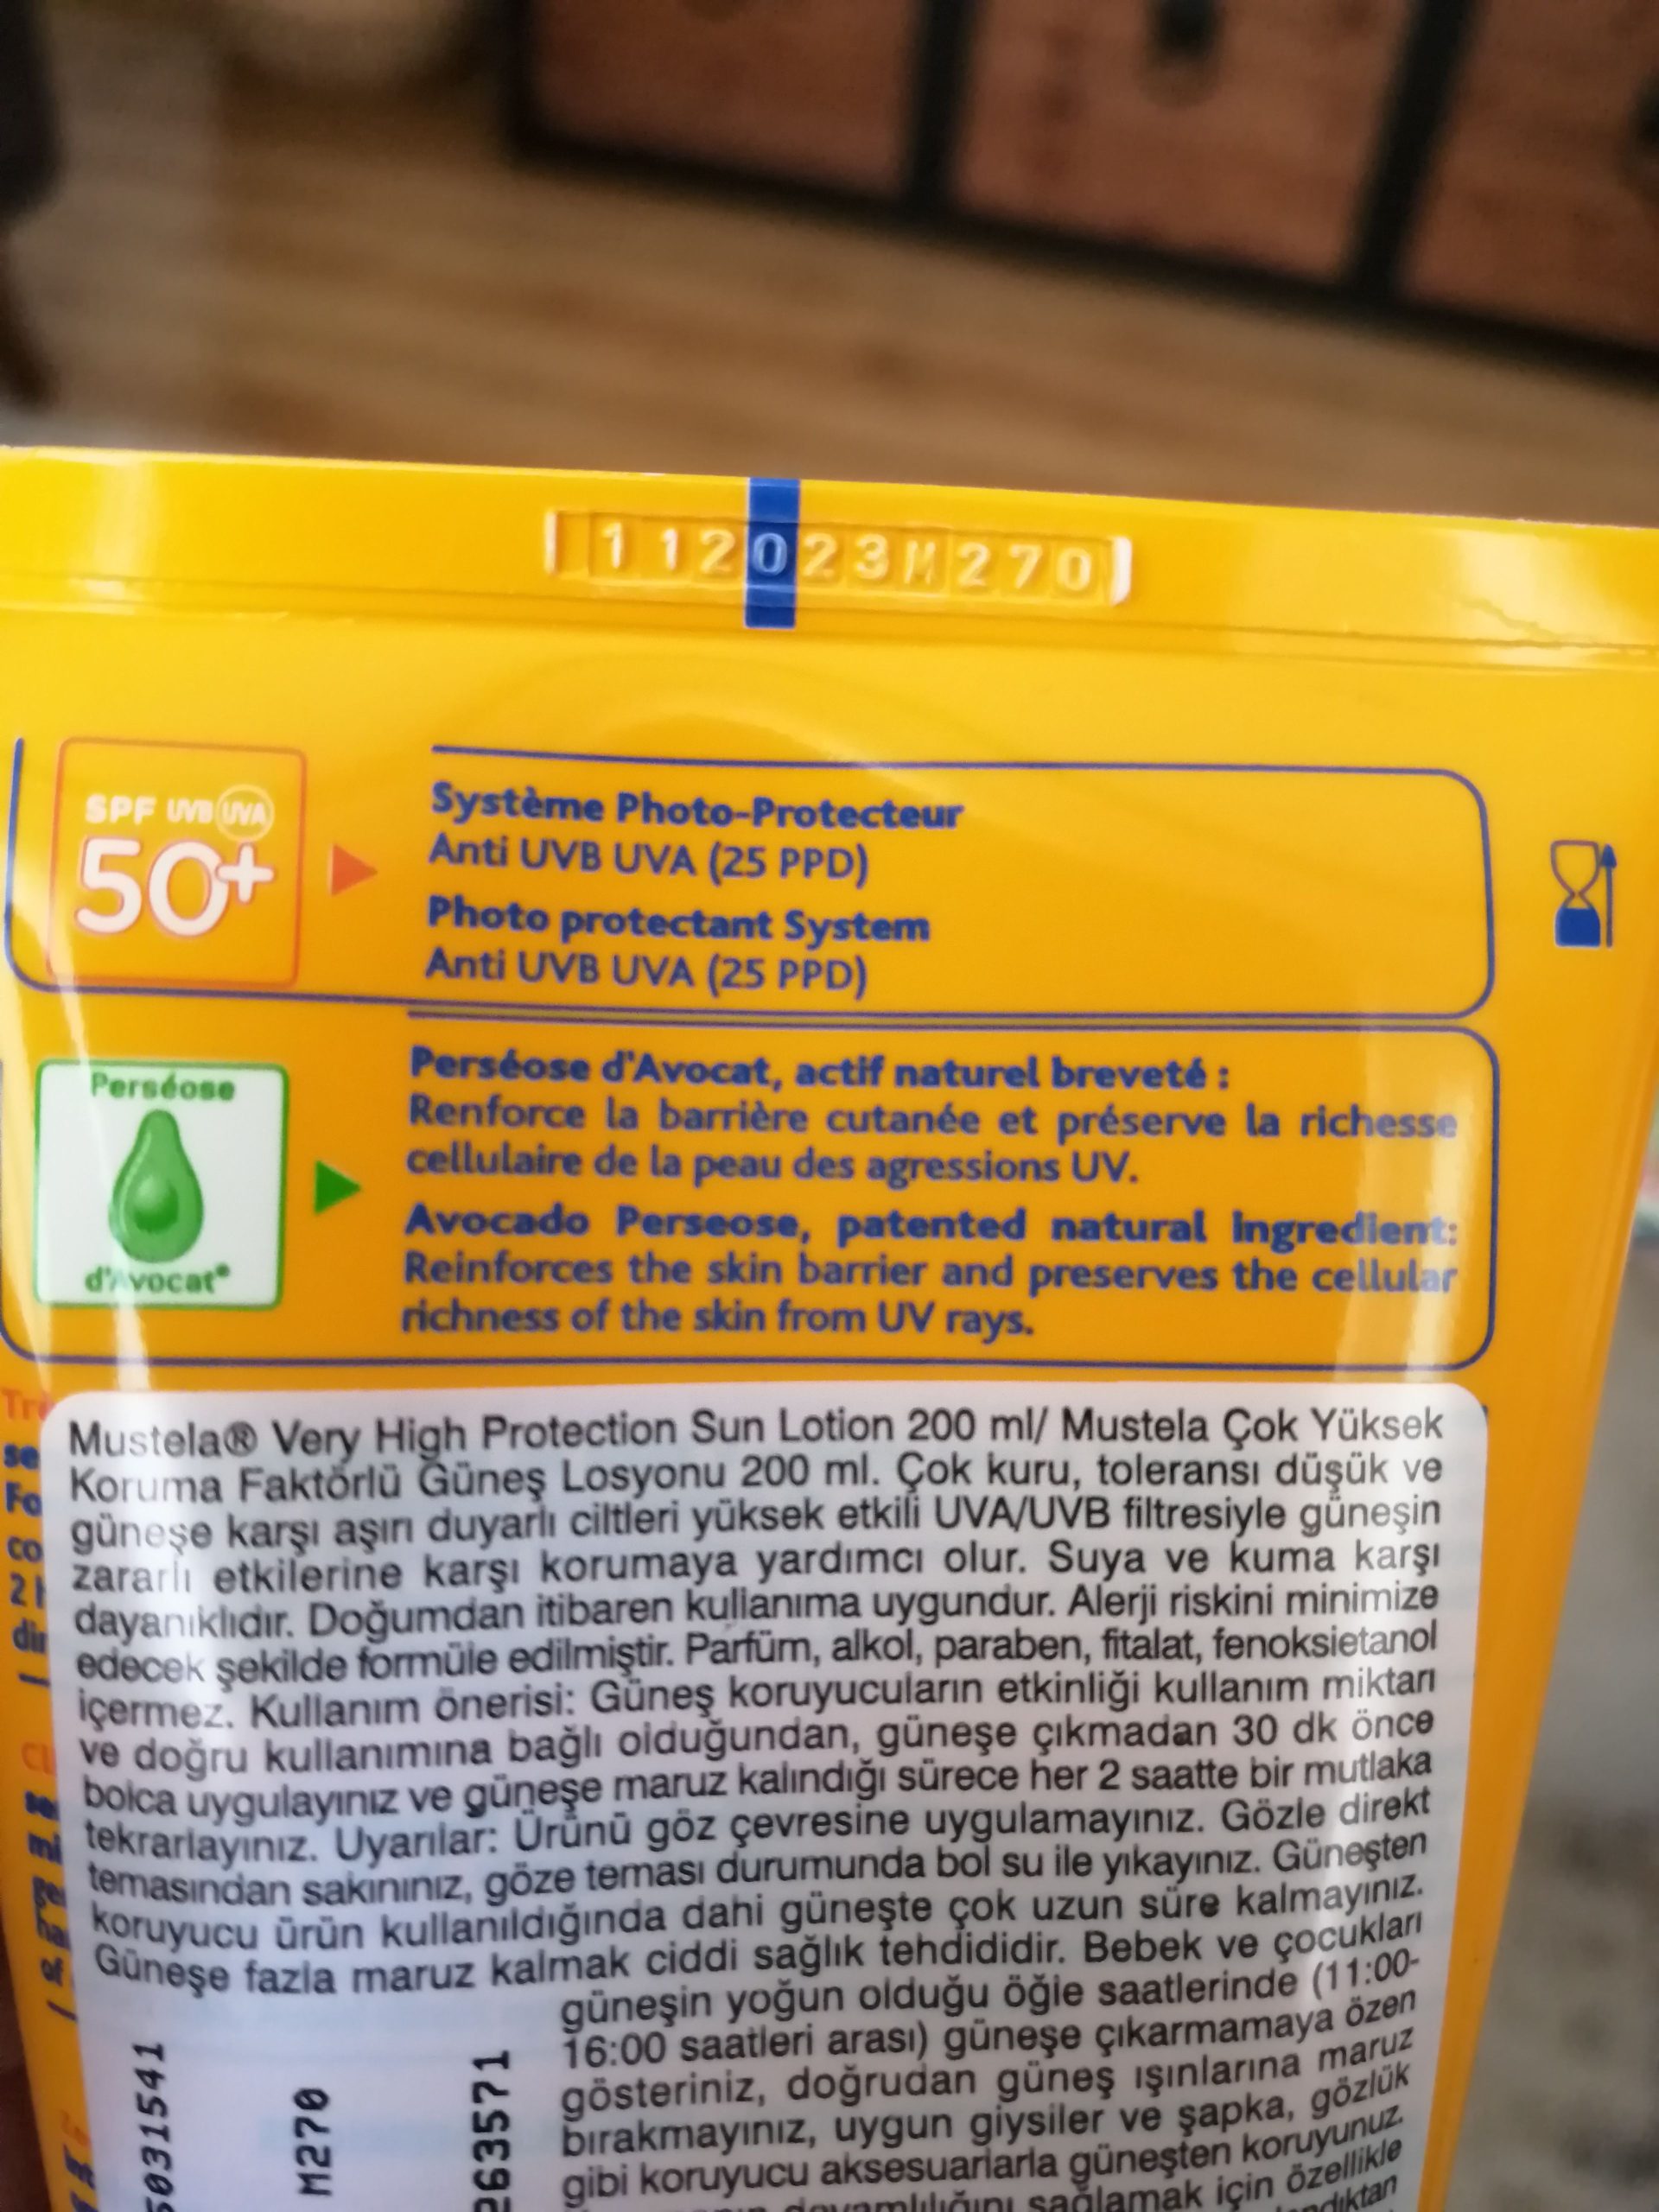 112023M270
SPF UVB UVA
50+
Système Photo-Protecteur
Anti UVB UVA (25 PPD)
Photo protectant System
Anti UVB UVA (25 PPD)
Perséose
d'Avocat®
Perséose d'Avocat, actif naturel breveté :
Renforce la barrière cutanée et préserve la richesse
cellulaire de la peau des agressions UV.
Avocado Perseose, patented natural ingredient:
Reinforces the skin barrier and preserves the cellular
richness of the skin from UV rays.
Mustela® Very High Protection Sun Lotion 200 ml/ Mustela Çok Yüksek
Koruma Faktörlü Güneş Losyonu 200 ml. Çok kuru, toleransı düşük ve
güneşe karşı aşırı duyarlı ciltleri yüksek etkili UVA/UVB filtresiyle güneşin
zararlı etkilerine karşı korumaya yardımcı olur. Suya ve kuma karşı
dayanıklıdır. Doğumdan itibaren kullanıma uygundur. Alerji riskini minimize
edecek şekilde formüle edilmiştir. Parfüm, alkol, paraben, fitalat, fenoksietanol
içermez. Kullanım önerisi: Güneş koruyucuların etkinliği kullanım miktarı
ve doğru kullanımına bağlı olduğundan, güneşe çıkmadan 30 dk önce
bolca uygulayınız ve güneşe maruz kalındığı sürece her 2 saatte bir mutlaka
tekrarlayınız. Uyarılar: Ürünü göz çevresine uygulamayınız. Gözle direkt
temasından sakınınız, göze teması durumunda bol su ile yıkayınız. Güneşten
koruyucu ürün kullanıldığında dahi güneşte çok uzun süre kalmayınız.
Güneşe fazla maruz kalmak ciddi sağlık tehdididir. Bebek ve çocukları
güneşin yoğun olduğu öğle saatlerinde (11:00-
16:00 saatleri arası) güneşe çıkarmamaya özen
gösteriniz, doğrudan güneş ışınlarına maruz
bırakmayınız, uygun giysiler ve şapka, gözlük
gibi koruyucu aksesuarlarla güneşten koruyunuz.
sağlamak için özellikle
M270